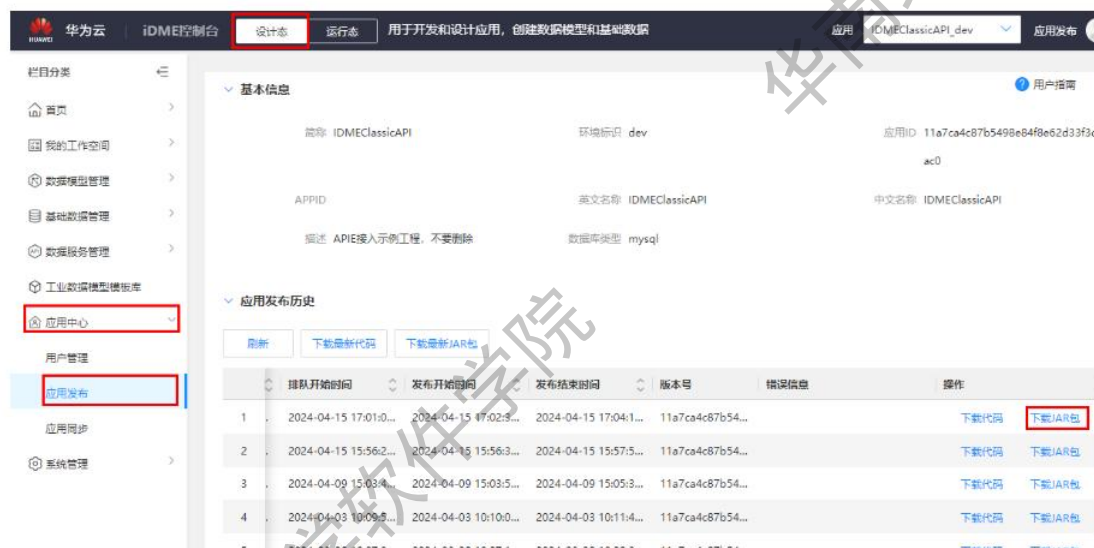 HUAWEI 华为云 iDME控制台 设计态 运行态 用于开发和设计应用，创建数据模型和基础数据 应用 IDMEClassicAPI_dev 应用发布
栏目分类
首页
我的工作空间
数据模型管理
基础数据管理
数据服务管理
工业数据模型模板库
应用中心
用户管理
应用发布
应用同步
系统管理
基本信息 用户指南
简称 IDMEClassicAPI 环境标识 dev 应用ID 11a7ca4c87b5498e84f8e62d33f3
ac0
APPID 英文名称 IDMEClassicAPI 中文名称 IDMEClassicAPI
描述 APIE接入示例工程，不要删除 数据库类型 mysql
应用发布历史
刷新 下载最新代码 下载最新JAR包
排队开始时间 发布开始时间 发布结束时间 版本号 错误信息 操作
1 . 2024-04-15 17:01:0... 2024-04-15 17:02:3... 2024-04-15 17:04:1... 11a7ca4c87b54... 下载代码 下载JAR包
2 . 2024-04-15 15:56:2... 2024-04-15 15:56:3... 2024-04-15 15:57:5... 11a7ca4c87b54... 下载代码 下载JAR包
3 . 2024-04-09 15:03:4... 2024-04-09 15:03:5... 2024-04-09 15:05:3... 11a7ca4c87b54... 下载代码 下载JAR包
4 . 2024-04-03 10:09:5... 2024-04-03 10:10:0... 2024-04-03 10:11:4... 11a7ca4c87b54... 下载代码 下载JAR包
华南
学软件学院